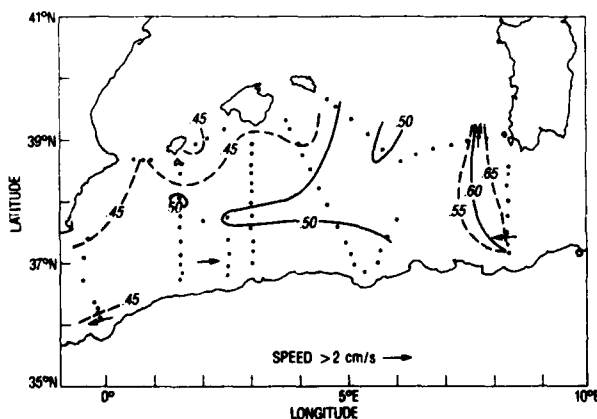 41°N
.45
.50
39°N
.45
.65
.60
.50
.55
.45
.50
37°N
.45
SPEED > 2 cm/s
35°N
0°
5°E
10°E
LATITUDE
LONGITUDE